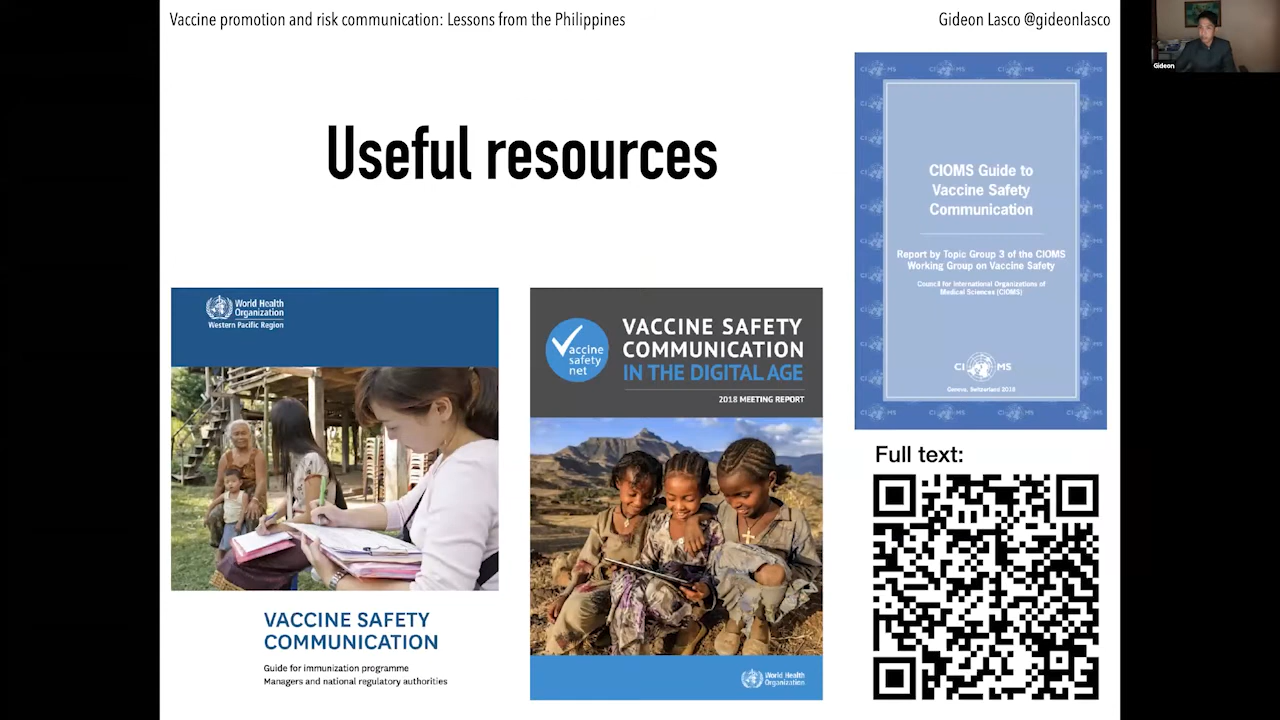 Vaccine promotion and risk communication: Lessons from the Philippines
Gideon Lasco @gideonlasco
Gideon
Useful resources
CIOMS Guide to
Vaccine Safety
Communication
Report by Topic Group 3 of the CIOMS
Working Group on Vaccine Safety
Council for International Organizations of
Medical Sciences (CIOMS)
CI MS
Geneva, Switzerland 2018
World Health
Organization
Western Pacific Region
VACCINE SAFETY
COMMUNICATION
Guide for immunization programme
Managers and national regulatory authorities
vaccine
safety
net
VACCINE SAFETY
COMMUNICATION
IN THE DIGITAL AGE
2018 MEETING REPORT
World Health
Organization
Full text: